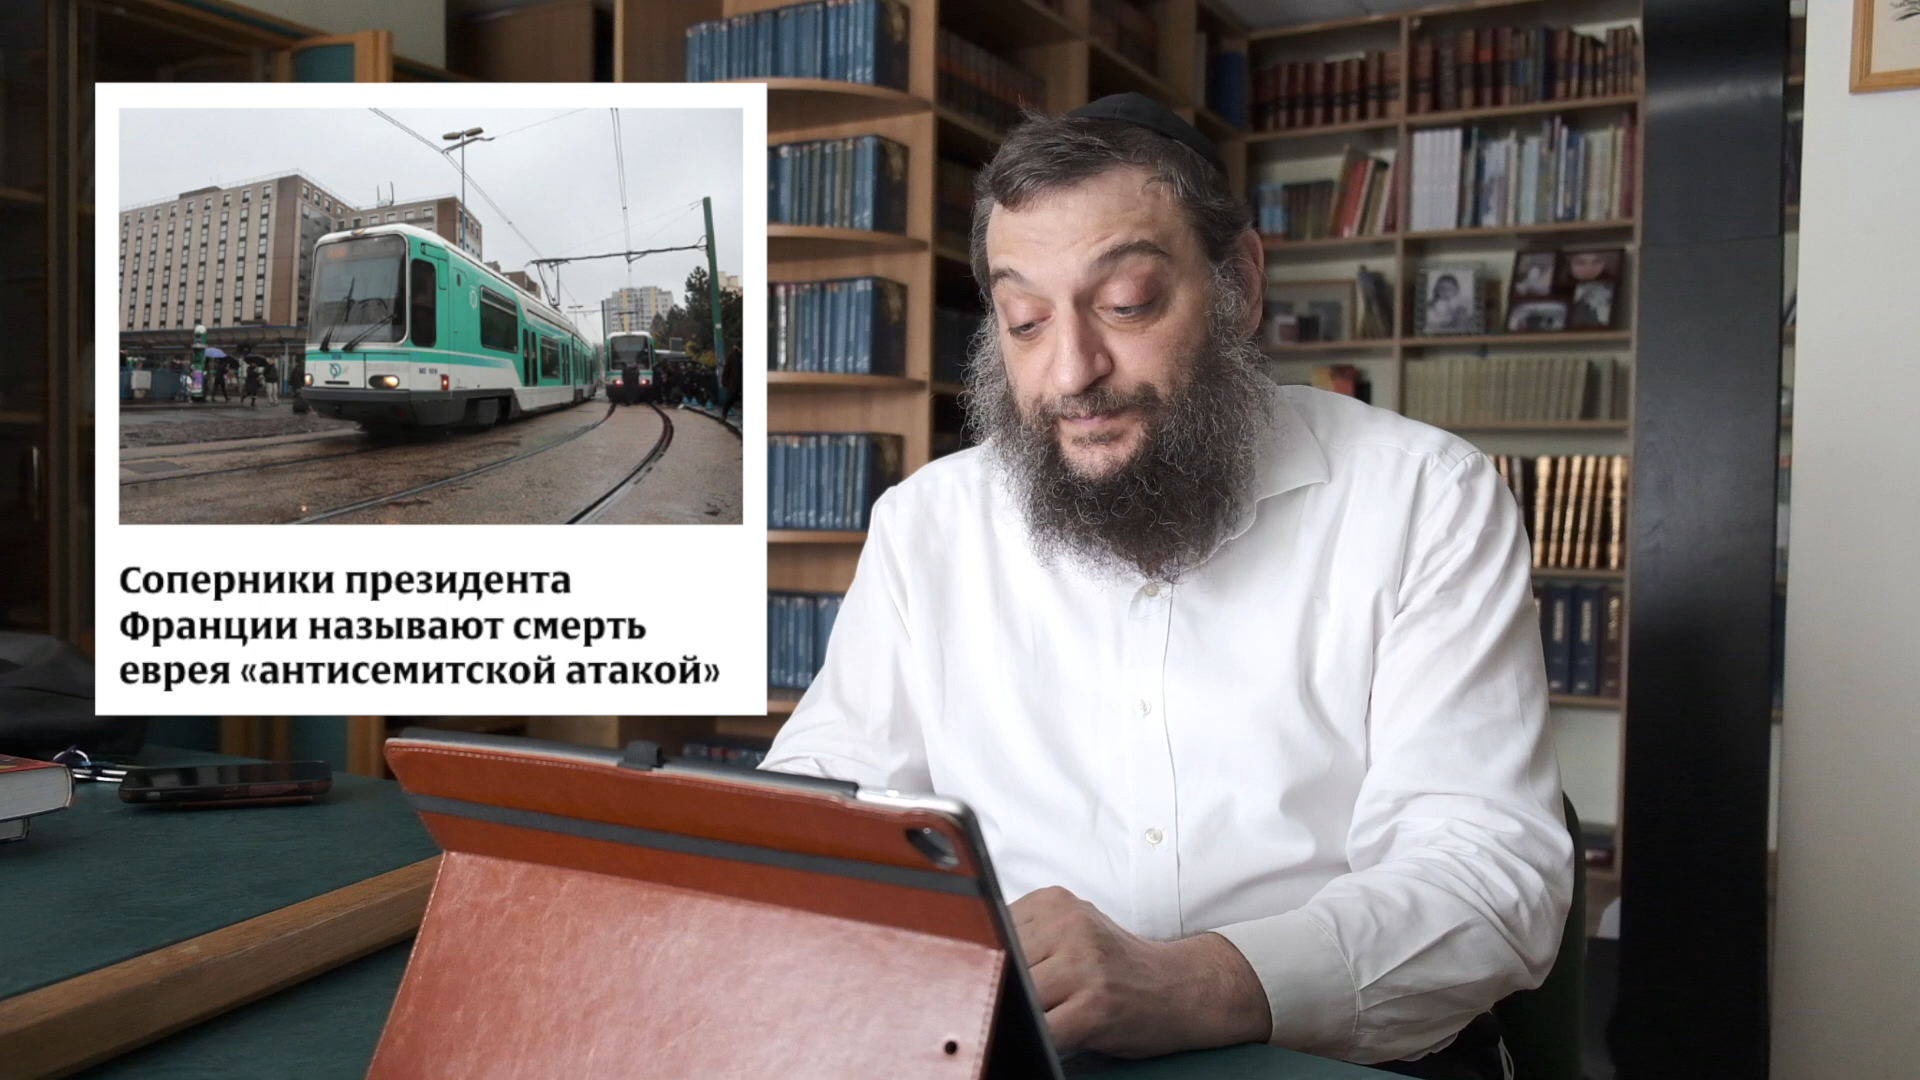 Соперники президента
Франции называют смерть
еврея «антисемитской атакой»